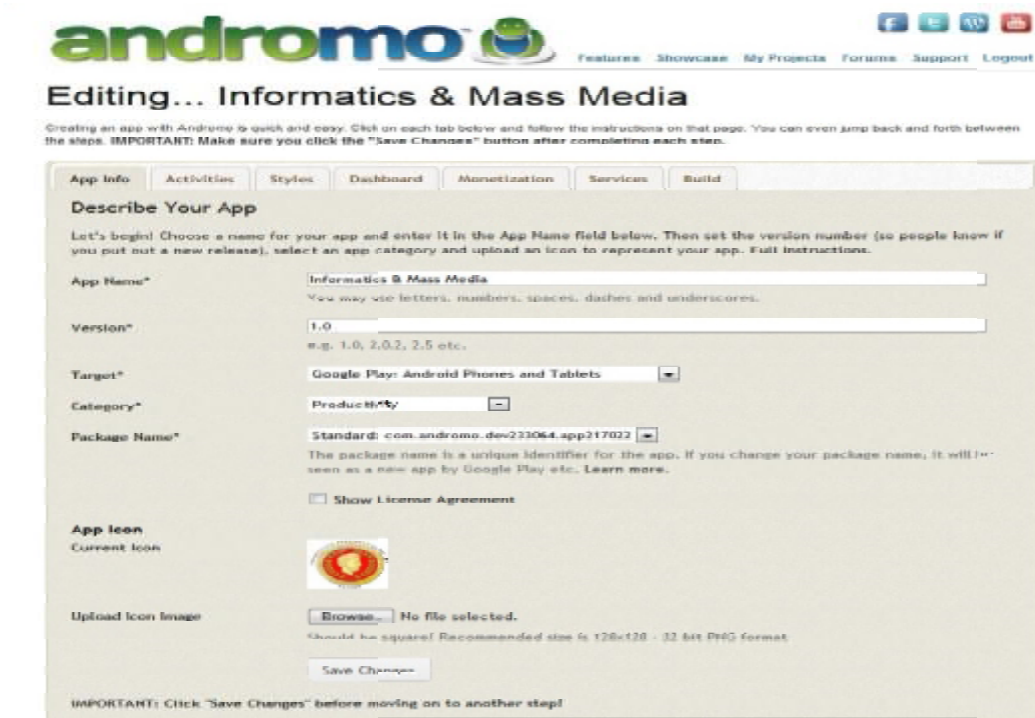 andromo
Features Showcase My Projects Forums Support Logout
Editing... Informatics & Mass Media
Creating an app with Andromo is quick and easy. Click on each tab below and follow the instructions on that page. You can even jump back and forth between
the steps. IMPORTANT: Make sure you click the "Save Changes" button after completing each step.
App Info Activities Styles Dashboard Monetization Services Build
Describe Your App
Let's begin! Choose a name for your app and enter it in the App Name field below. Then set the version number (so people know if
you put out a new release), select an app category and upload an icon to represent your app. Full instructions.
App Name* Informatics & Mass Media
You may use letters, numbers, spaces, dashes and underscores.
Version* 1.0
e.g. 1.0, 2.0.2, 2.5 etc.
Target* Google Play: Android Phones and Tablets
Category* Productivity
Package Name* Standard: com.andromo.dev233064.app217022
The package name is a unique identifier for the app. If you change your package name, it will be
seen as a new app by Google Play etc. Learn more.
Show License Agreement
App Icon
Current Icon
Upload Icon Image Browse... No file selected.
Should be square! Recommended size is 128x128 - 32 bit PNG format
Save Changes
IMPORTANT: Click "Save Changes" before moving on to another step!